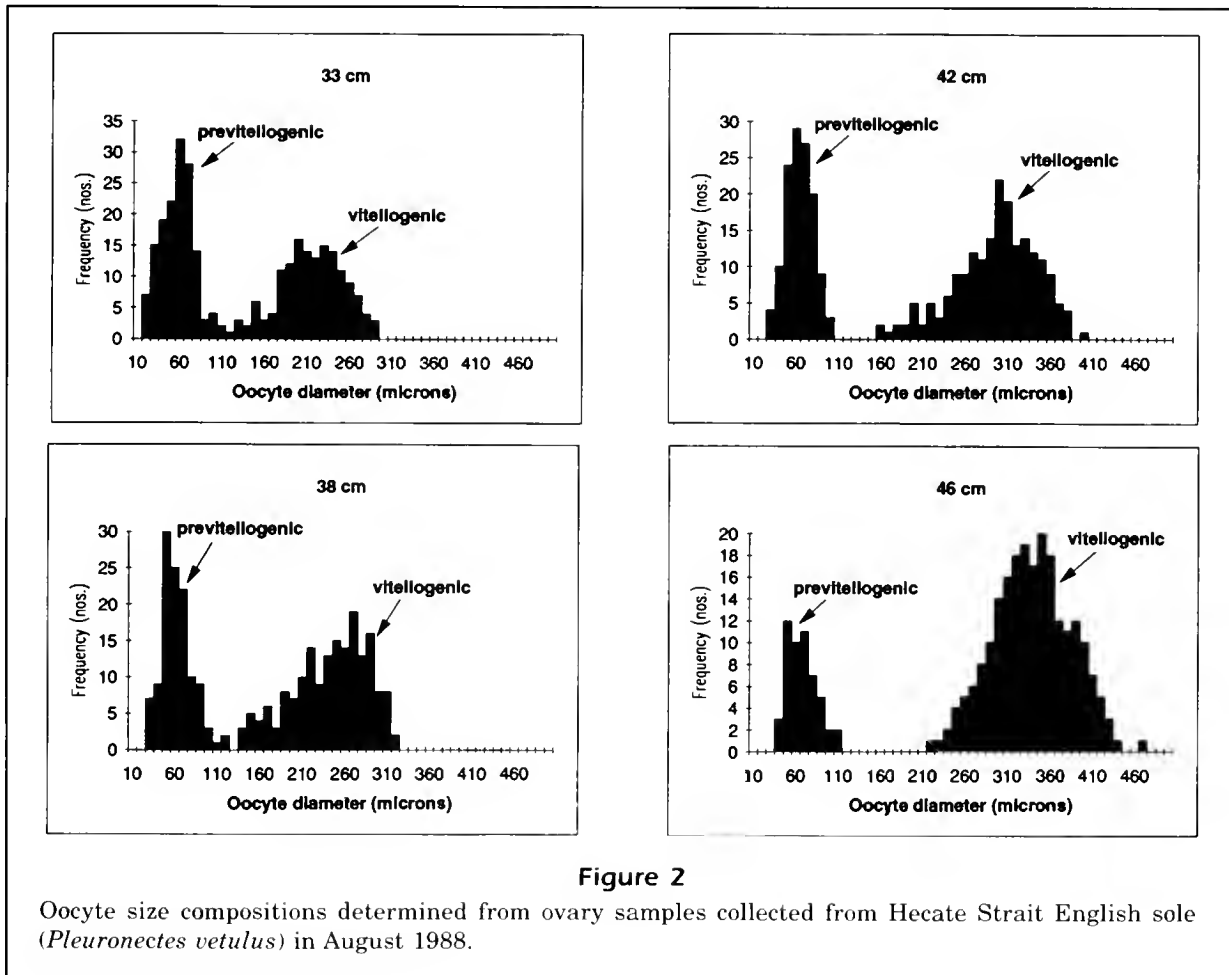 33 cm
35
30
25
20
15
10
5
0
Frequency (nos.)
previtellogenic
vitellogenic
10 60 110 160 210 260 310 360 410 460
Oocyte diameter (microns)
42 cm
30
25
20
15
10
5
0
Frequency (nos.)
previtellogenic
vitellogenic
10 60 110 160 210 260 310 360 410 460
Oocyte diameter (microns)
38 cm
30
25
20
15
10
5
0
Frequency (nos.)
previtellogenic
vitellogenic
10 60 110 160 210 260 310 360 410 460
Oocyte diameter (microns)
46 cm
20
18
16
14
12
10
8
6
4
2
0
Frequency (nos.)
previtellogenic
vitellogenic
10 60 110 160 210 260 310 360 410 460
Oocyte diameter (microns)
Figure 2
Oocyte size compositions determined from ovary samples collected from Hecate Strait English sole
(Pleuronectes vetulus) in August 1988.